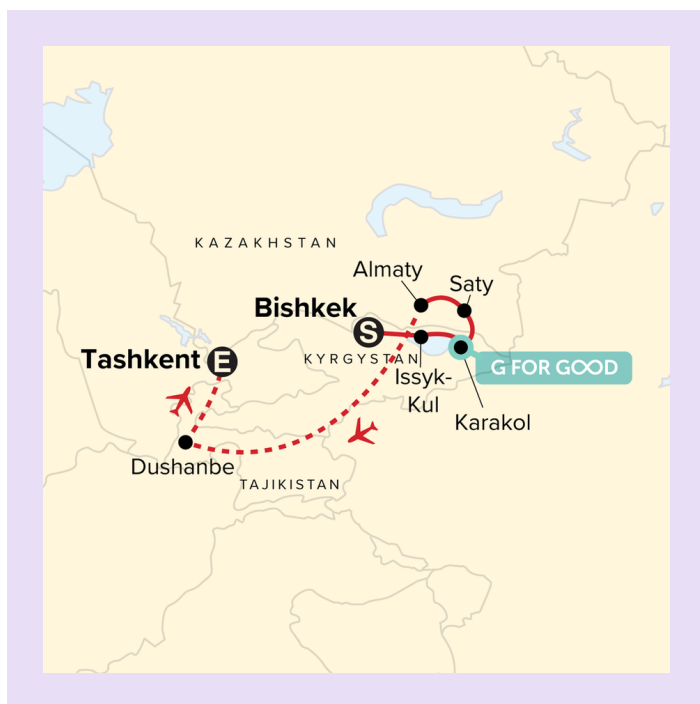 KAZAKHSTAN
Almaty
Saty
Bishkek
S
Tashkent E
KYRGYSTAN
Issyk-
Kul
G FOR GOOD
Karakol
Dushanbe
TAJIKISTAN